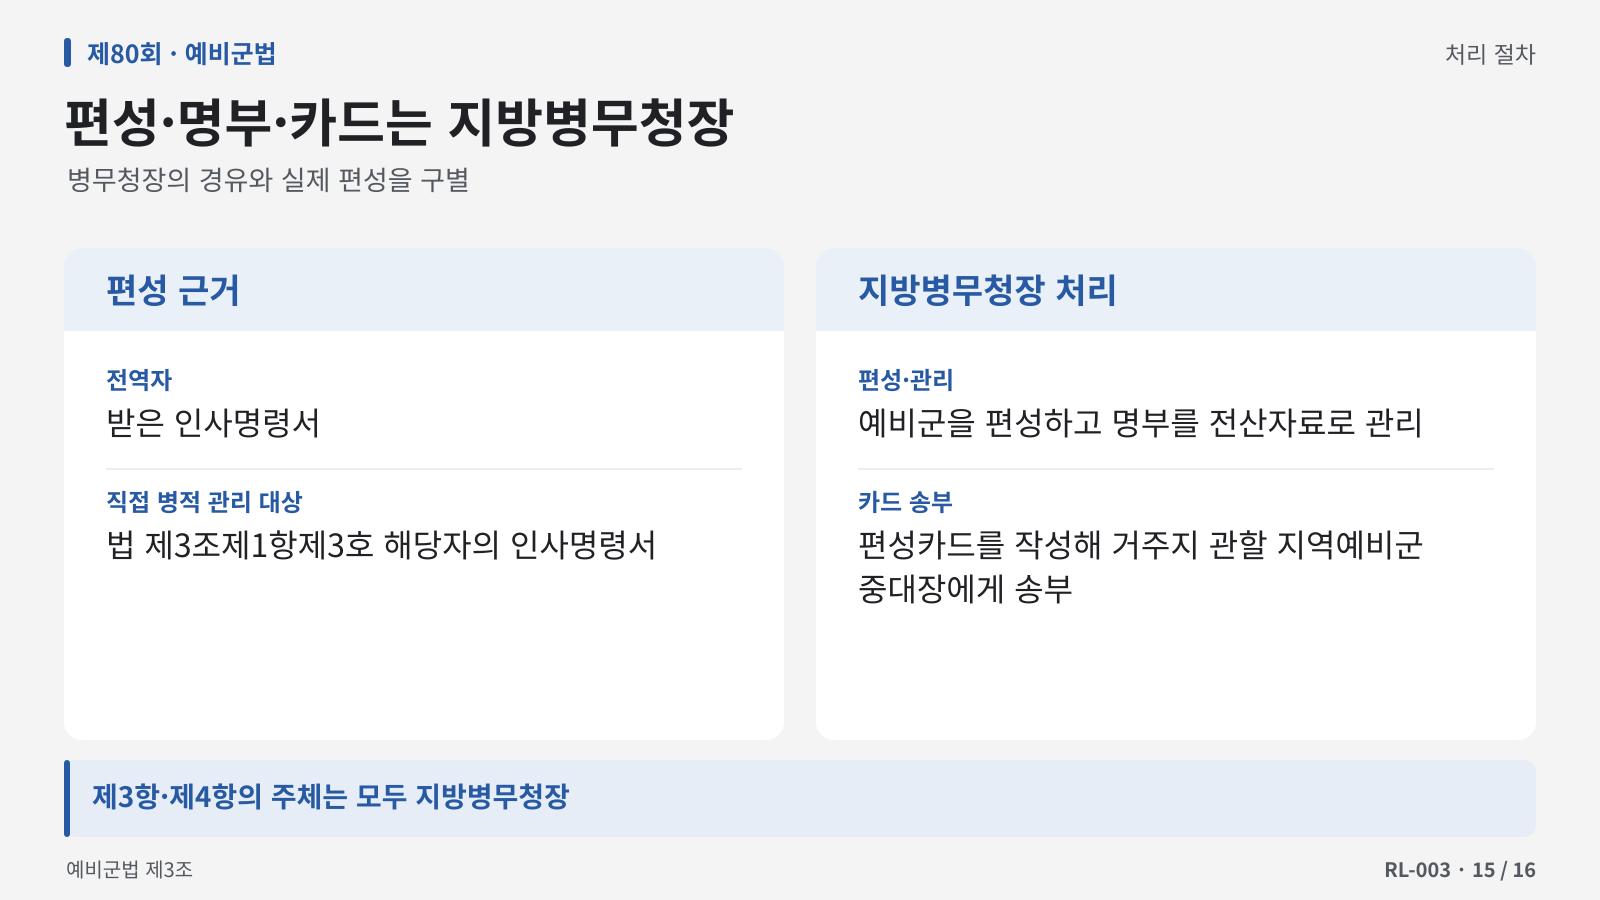 제80회 · 예비군법
처리 절차
편성·명부·카드는 지방병무청장
병무청장의 경유와 실제 편성을 구별
편성 근거
전역자
받은 인사명령서
직접 병적 관리 대상
법 제3조제1항제3호 해당자의 인사명령서
지방병무청장 처리
편성·관리
예비군을 편성하고 명부를 전산자료로 관리
카드 송부
편성카드를 작성해 거주지 관할 지역예비군
중대장에게 송부
제3항·제4항의 주체는 모두 지방병무청장
예비군법 제3조
RL-003 · 15 / 16